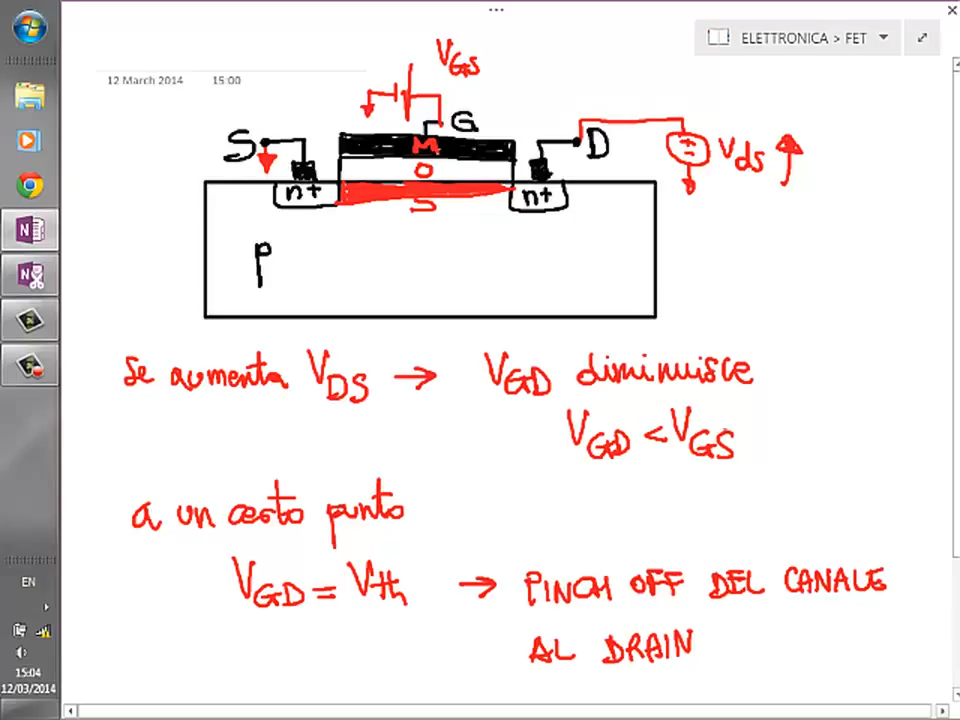 ELETTRONICA > FET
12 March 2014 15:00
VGS
S
G
D
M
O
S
n+
n+
Vds
P
Se aumenta VDS → VGD diminuisce
VGD < VGS
a un certo punto
VGD = Vth → PINCH OFF DEL CANALE
AL DRAIN
EN
15:04
12/03/2014